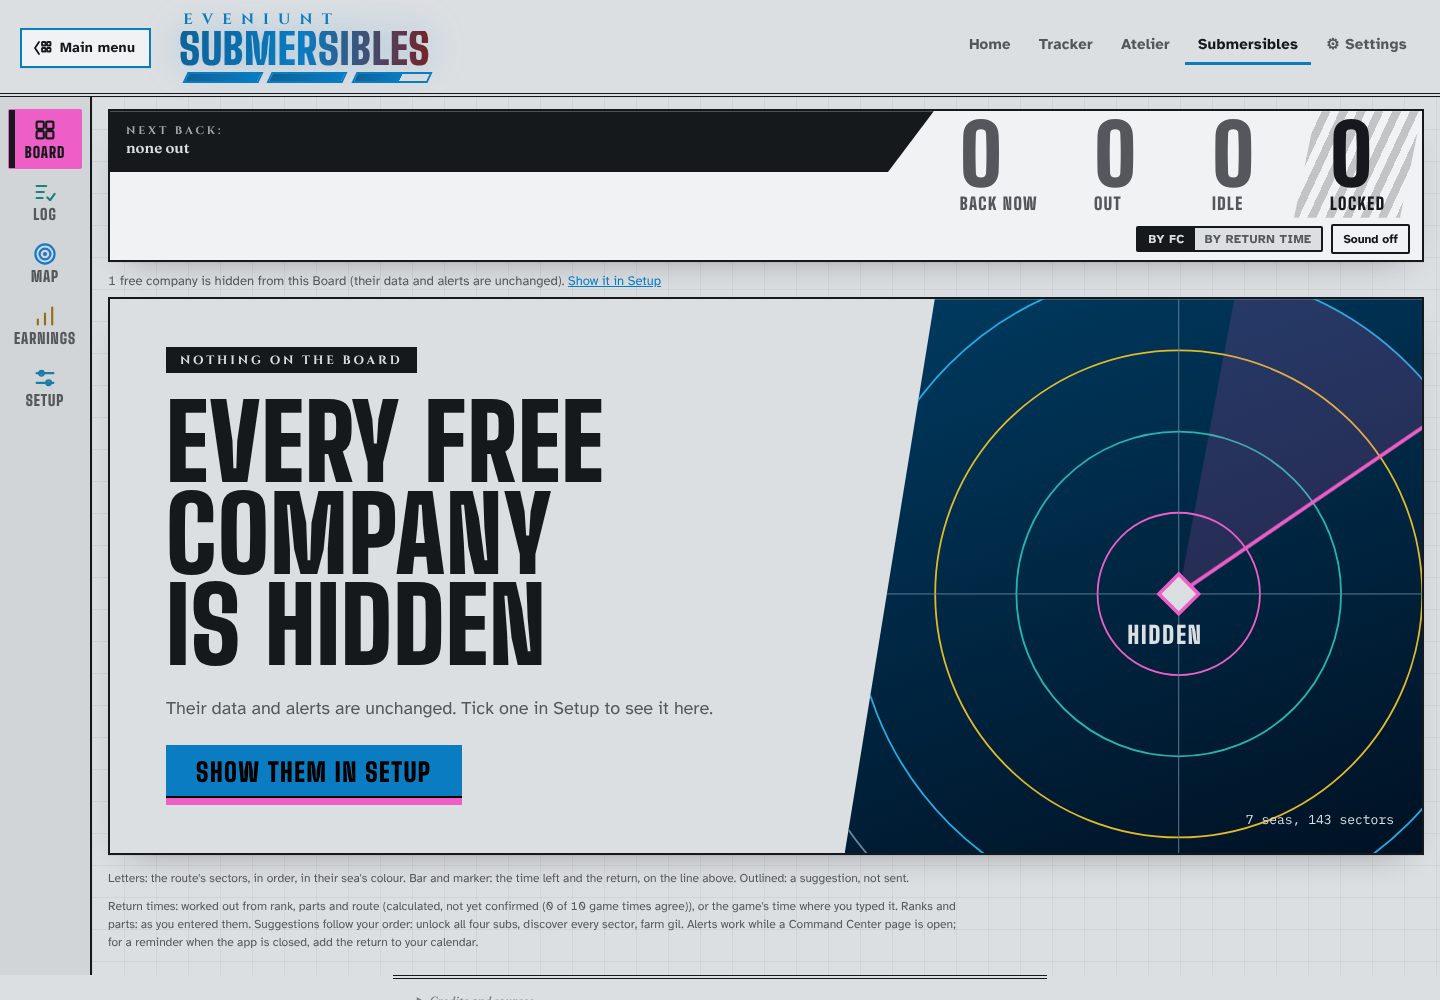 Main menu
EVENIUNT
SUBMERSIBLES
Home
Tracker
Atelier
Submersibles
⚙ Settings
BOARD
LOG
MAP
EARNINGS
SETUP
NEXT BACK:
none out
0 BACK NOW
0 OUT
0 IDLE
0 LOCKED
BY FC
BY RETURN TIME
Sound off
1 free company is hidden from this Board (their data and alerts are unchanged). Show it in Setup
NOTHING ON THE BOARD
EVERY FREE
COMPANY
IS HIDDEN
Their data and alerts are unchanged. Tick one in Setup to see it here.
SHOW THEM IN SETUP
HIDDEN
7 seas, 143 sectors
Letters: the route's sectors, in order, in their sea's colour. Bar and marker: the time left and the return, on the line above. Outlined: a suggestion, not sent.
Return times: worked out from rank, parts and route (calculated, not yet confirmed (0 of 10 game times agree)), or the game's time where you typed it. Ranks and
parts: as you entered them. Suggestions follow your order: unlock all four subs, discover every sector, farm gil. Alerts work while a Command Center page is open;
for a reminder when the app is closed, add the return to your calendar.